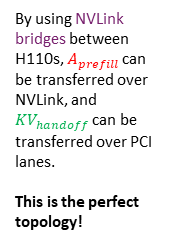 By using NVLink
bridges between
H110s, A_prefill can
be transferred over
NVLink, and
KV_handoff can be
transferred over PCI
lanes.
This is the perfect
topology!